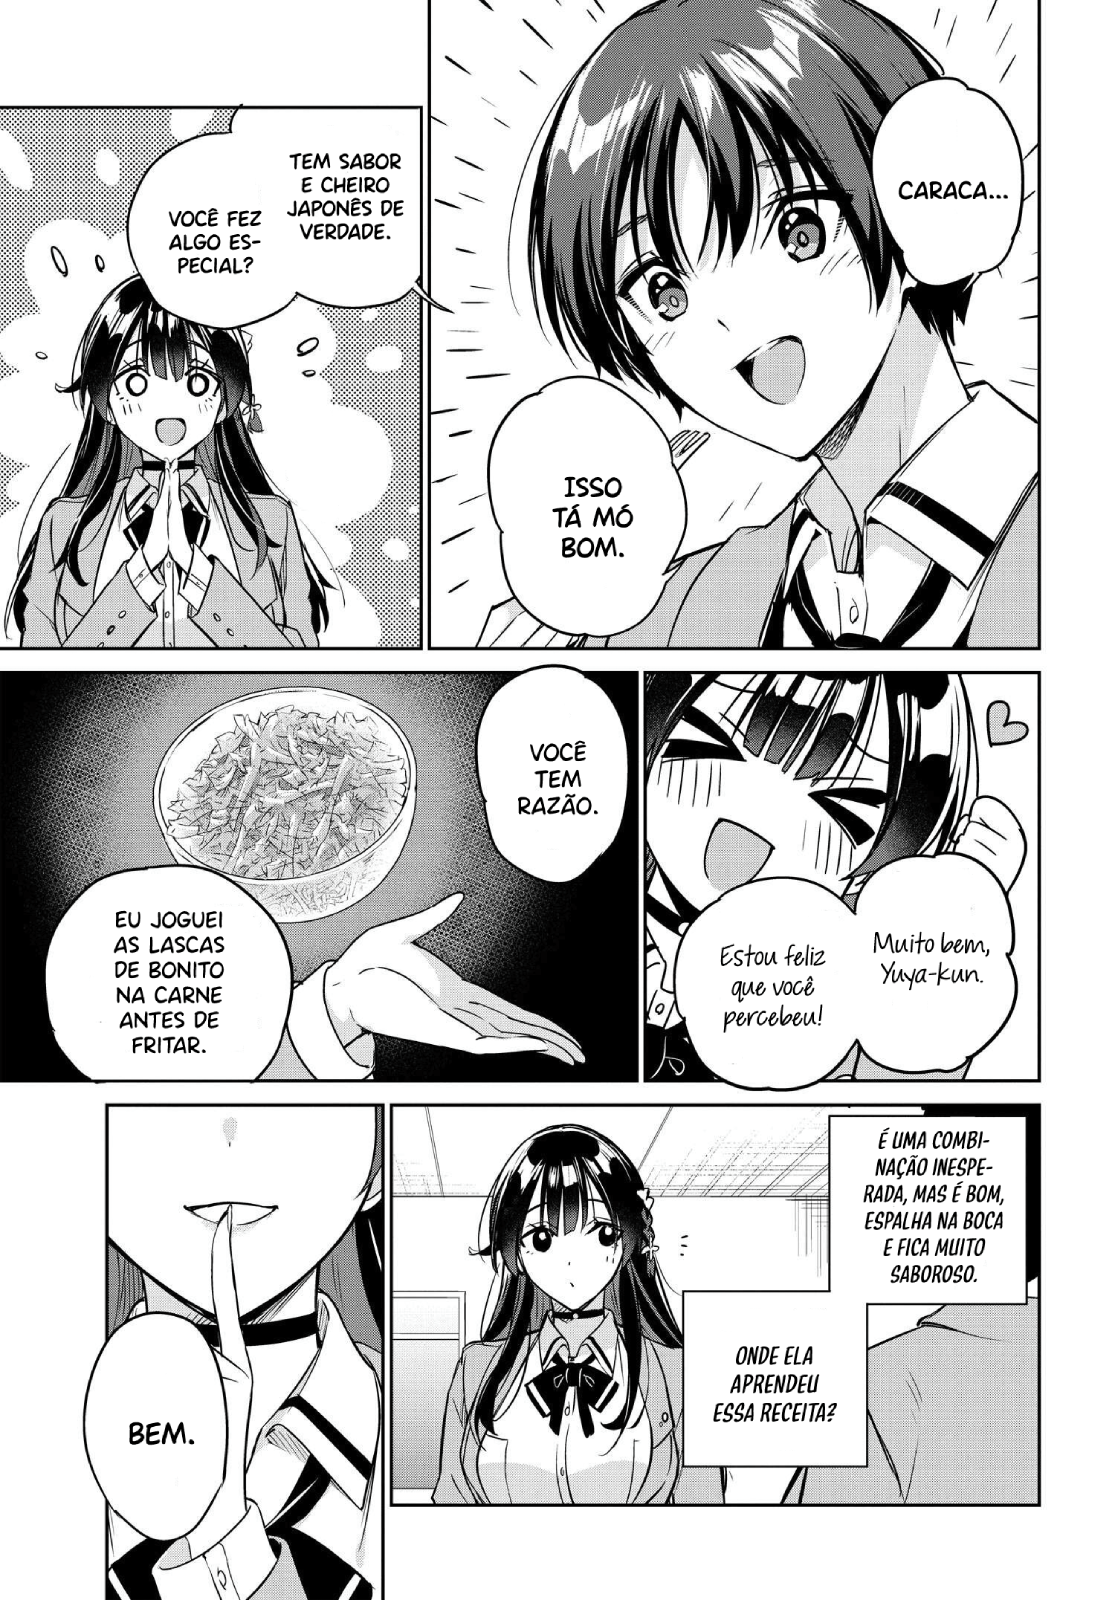 CARACA...
ISSO
TÁ MÓ
BOM.
TEM SABOR
E CHEIRO
JAPONÊS DE
VERDADE.
VOCÊ FEZ
ALGO ES-
PECIAL?
Muito bem,
Yuya-kun.
Estou feliz
que você
percebeu!
VOCÊ
TEM
RAZÃO.
EU JOGUEI
AS LASCAS
DE BONITO
NA CARNE
ANTES DE
FRITAR.
É UMA COMBI-
NAÇÃO INESPE-
RADA, MAS É BOM,
ESPALHA NA BOCA
E FICA MUITO
SABOROSO.
ONDE ELA
APRENDEU
ESSA RECEITA?
BEM.